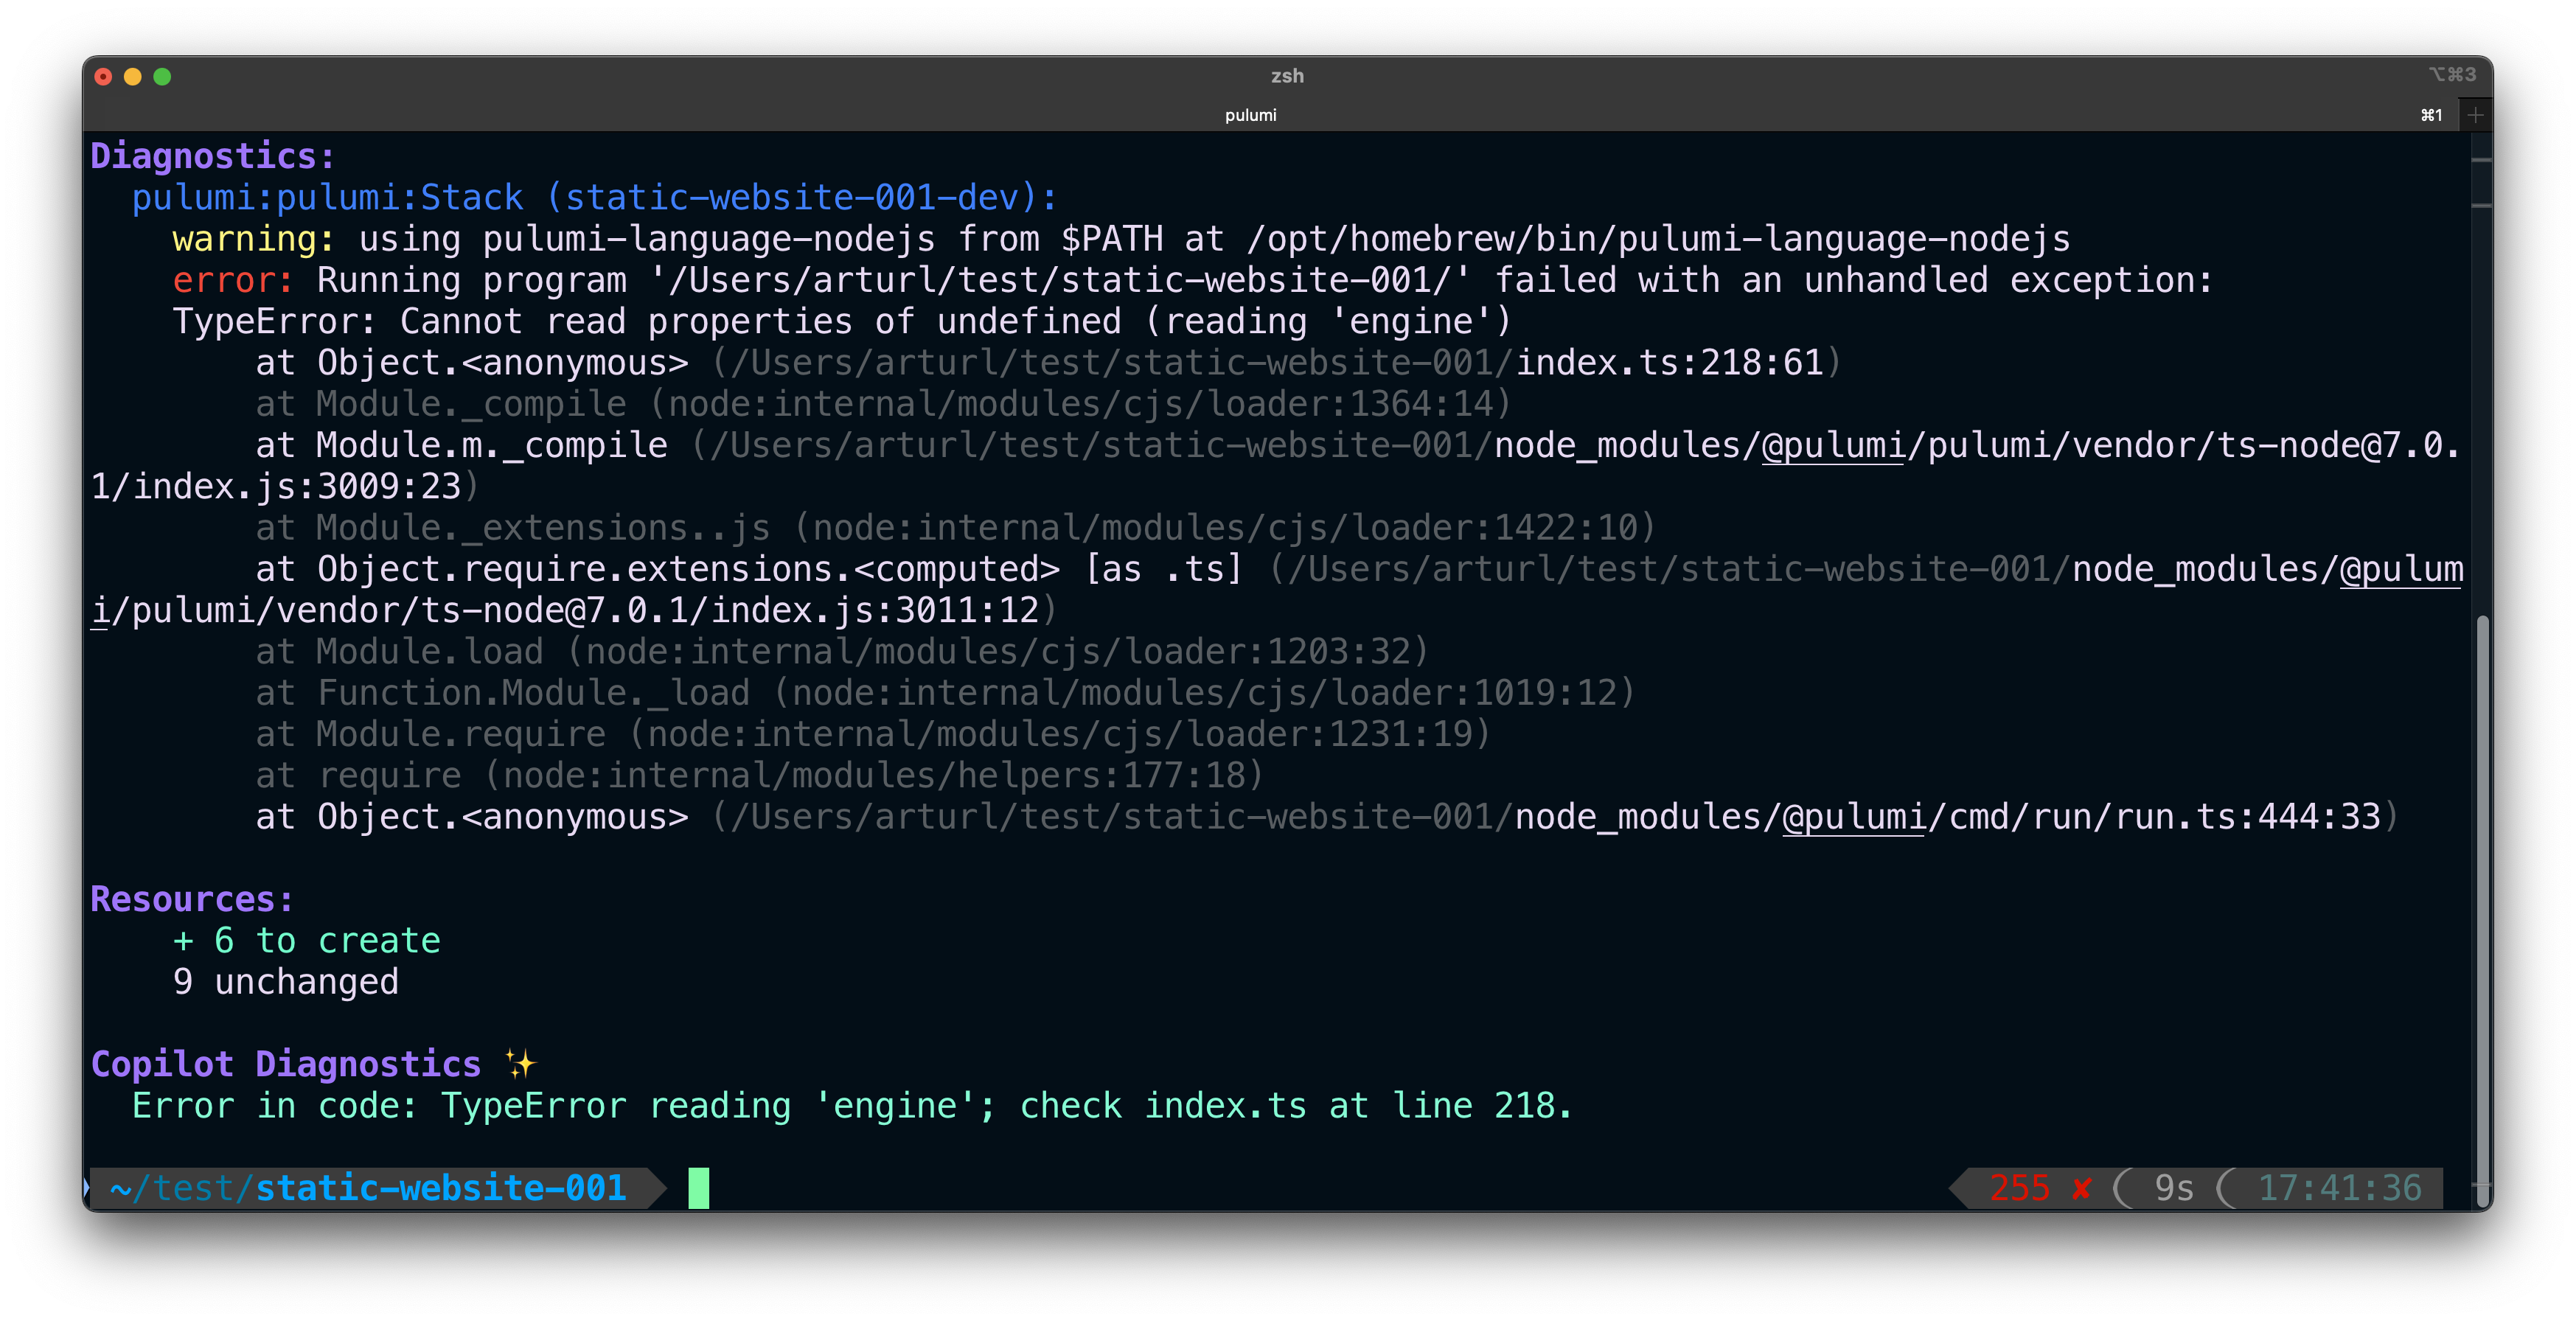 zsh
⌥⌘3
pulumi
⌘1
+
Diagnostics:
pulumi:pulumi:Stack (static-website-001-dev):
warning: using pulumi-language-nodejs from $PATH at /opt/homebrew/bin/pulumi-language-nodejs
error: Running program '/Users/arturl/test/static-website-001/' failed with an unhandled exception:
TypeError: Cannot read properties of undefined (reading 'engine')
at Object.<anonymous> (/Users/arturl/test/static-website-001/index.ts:218:61)
at Module._compile (node:internal/modules/cjs/loader:1364:14)
at Module.m._compile (/Users/arturl/test/static-website-001/node_modules/@pulumi/pulumi/vendor/ts-node@7.0.
1/index.js:3009:23)
at Module._extensions..js (node:internal/modules/cjs/loader:1422:10)
at Object.require.extensions.<computed> [as .ts] (/Users/arturl/test/static-website-001/node_modules/@pulum
i/pulumi/vendor/ts-node@7.0.1/index.js:3011:12)
at Module.load (node:internal/modules/cjs/loader:1203:32)
at Function.Module._load (node:internal/modules/cjs/loader:1019:12)
at Module.require (node:internal/modules/cjs/loader:1231:19)
at require (node:internal/modules/helpers:177:18)
at Object.<anonymous> (/Users/arturl/test/static-website-001/node_modules/@pulumi/cmd/run/run.ts:444:33)
Resources:
+ 6 to create
9 unchanged
Copilot Diagnostics ✨
Error in code: TypeError reading 'engine'; check index.ts at line 218.
~/test/static-website-001
255 ✘ 9s 17:41:36